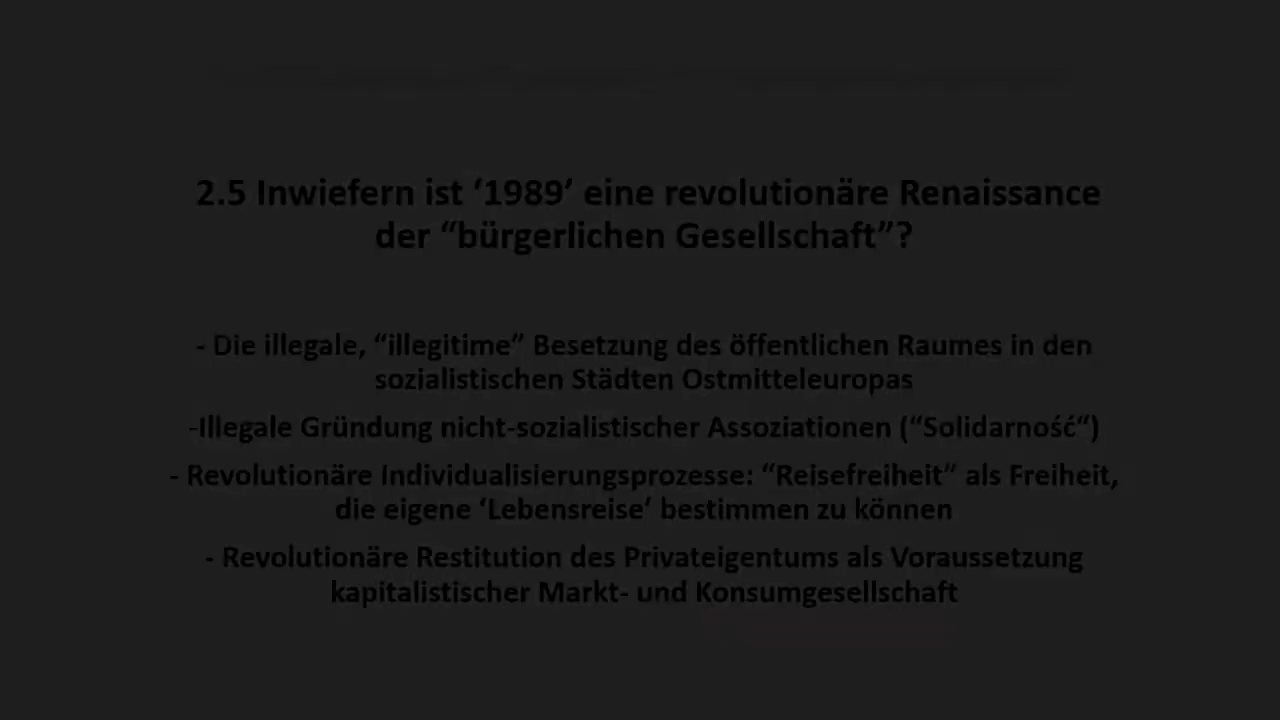 2.5 Inwiefern ist ‘1989’ eine revolutionäre Renaissance
der “bürgerlichen Gesellschaft”?
- Die illegale, “illegitime” Besetzung des öffentlichen Raumes in den
sozialistischen Städten Ostmitteleuropas
-Illegale Gründung nicht-sozialistischer Assoziationen (“Solidarność“)
- Revolutionäre Individualisierungsprozesse: “Reisefreiheit“ als Freiheit,
die eigene ‘Lebensreise’ bestimmen zu können
- Revolutionäre Restitution des Privateigentums als Voraussetzung
kapitalistischer Markt- und Konsumgesellschaft